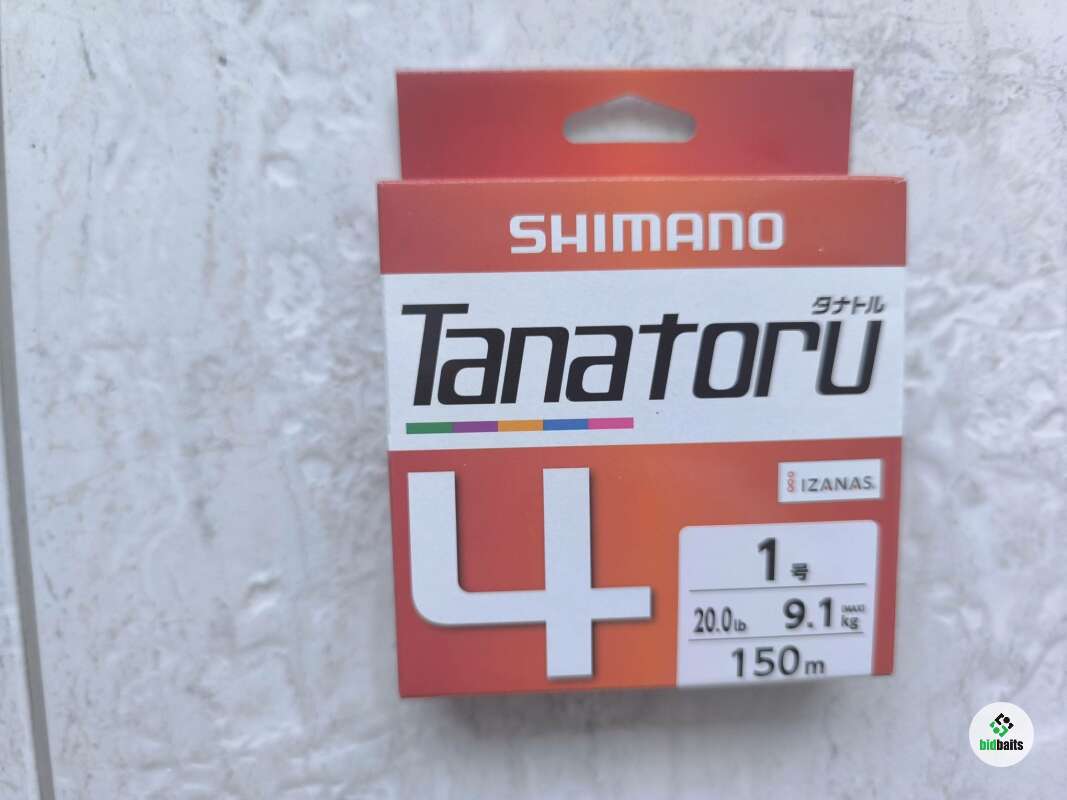 SHIMANO
タナトル
Tanatoru
4
IZANAS®
1号
20.0lb 9.1(MAX)kg
150m
bidbaits